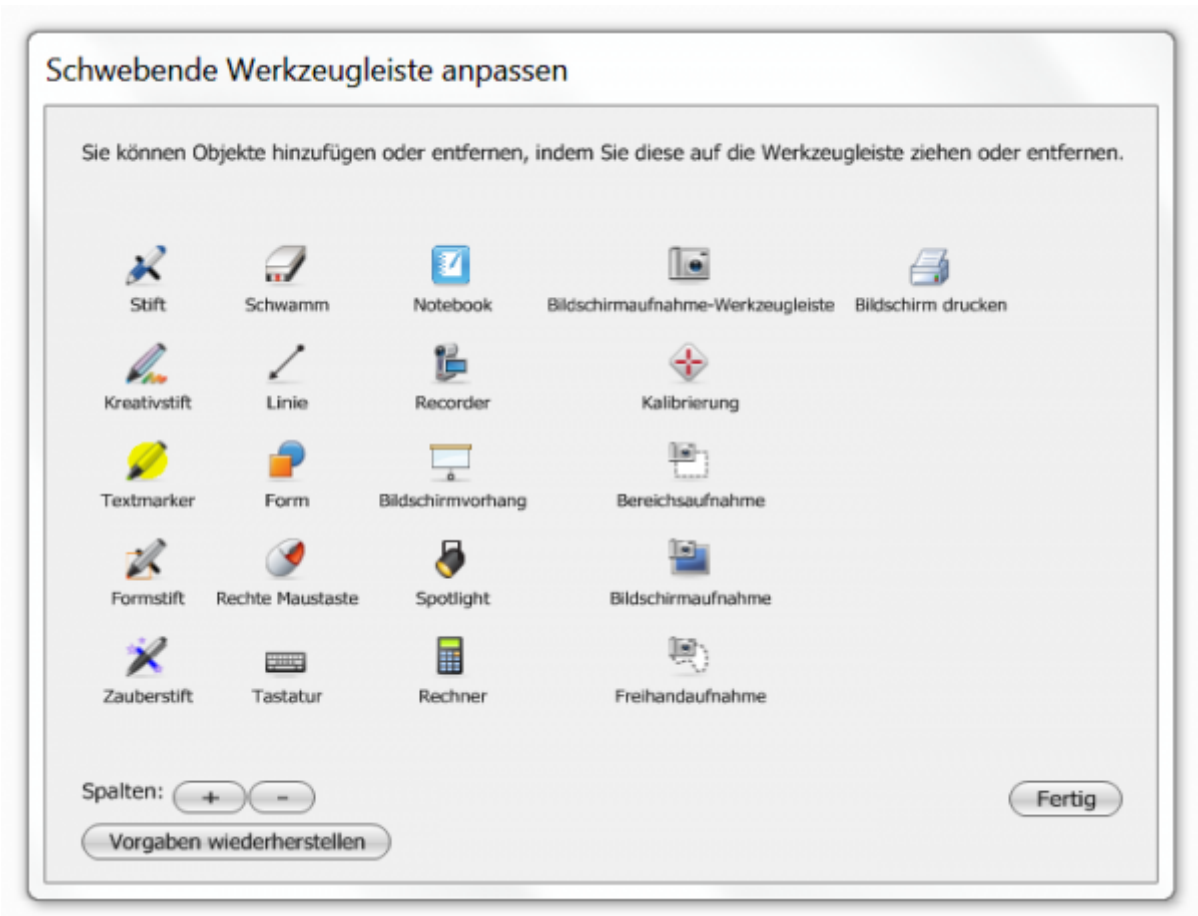 Schwebende Werkzeugleiste anpassen
Sie können Objekte hinzufügen oder entfernen, indem Sie diese auf die Werkzeugleiste ziehen oder entfernen.
Stift Schwamm Notebook Bildschirmaufnahme-Werkzeugleiste Bildschirm drucken
Kreativstift Linie Recorder Kalibrierung
Textmarker Form Bildschirmvorhang Bereichsaufnahme
Formstift Rechte Maustaste Spotlight Bildschirmaufnahme
Zauberstift Tastatur Rechner Freihandaufnahme
Spalten: + - Fertig
Vorgaben wiederherstellen